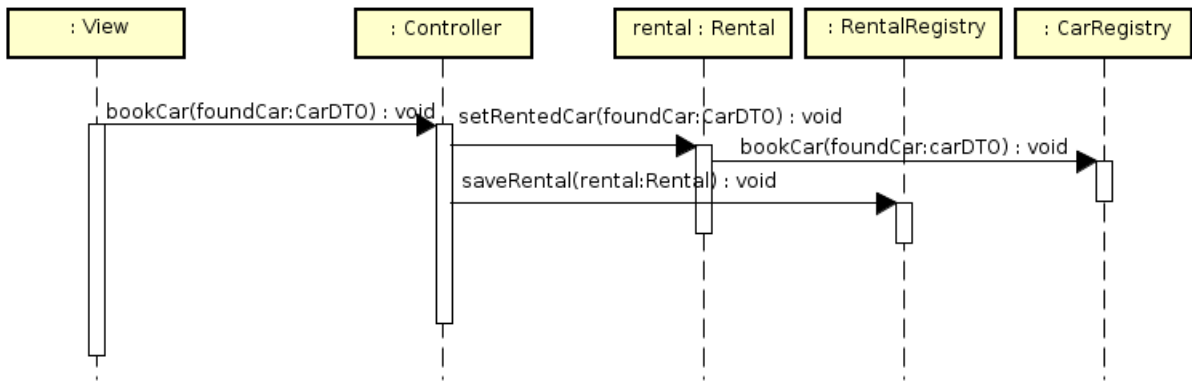 : View
: Controller
rental : Rental
: RentalRegistry
: CarRegistry
bookCar(foundCar:CarDTO) : void
setRentedCar(foundCar:CarDTO) : void
bookCar(foundCar:carDTO) : void
saveRental(rental:Rental) : void